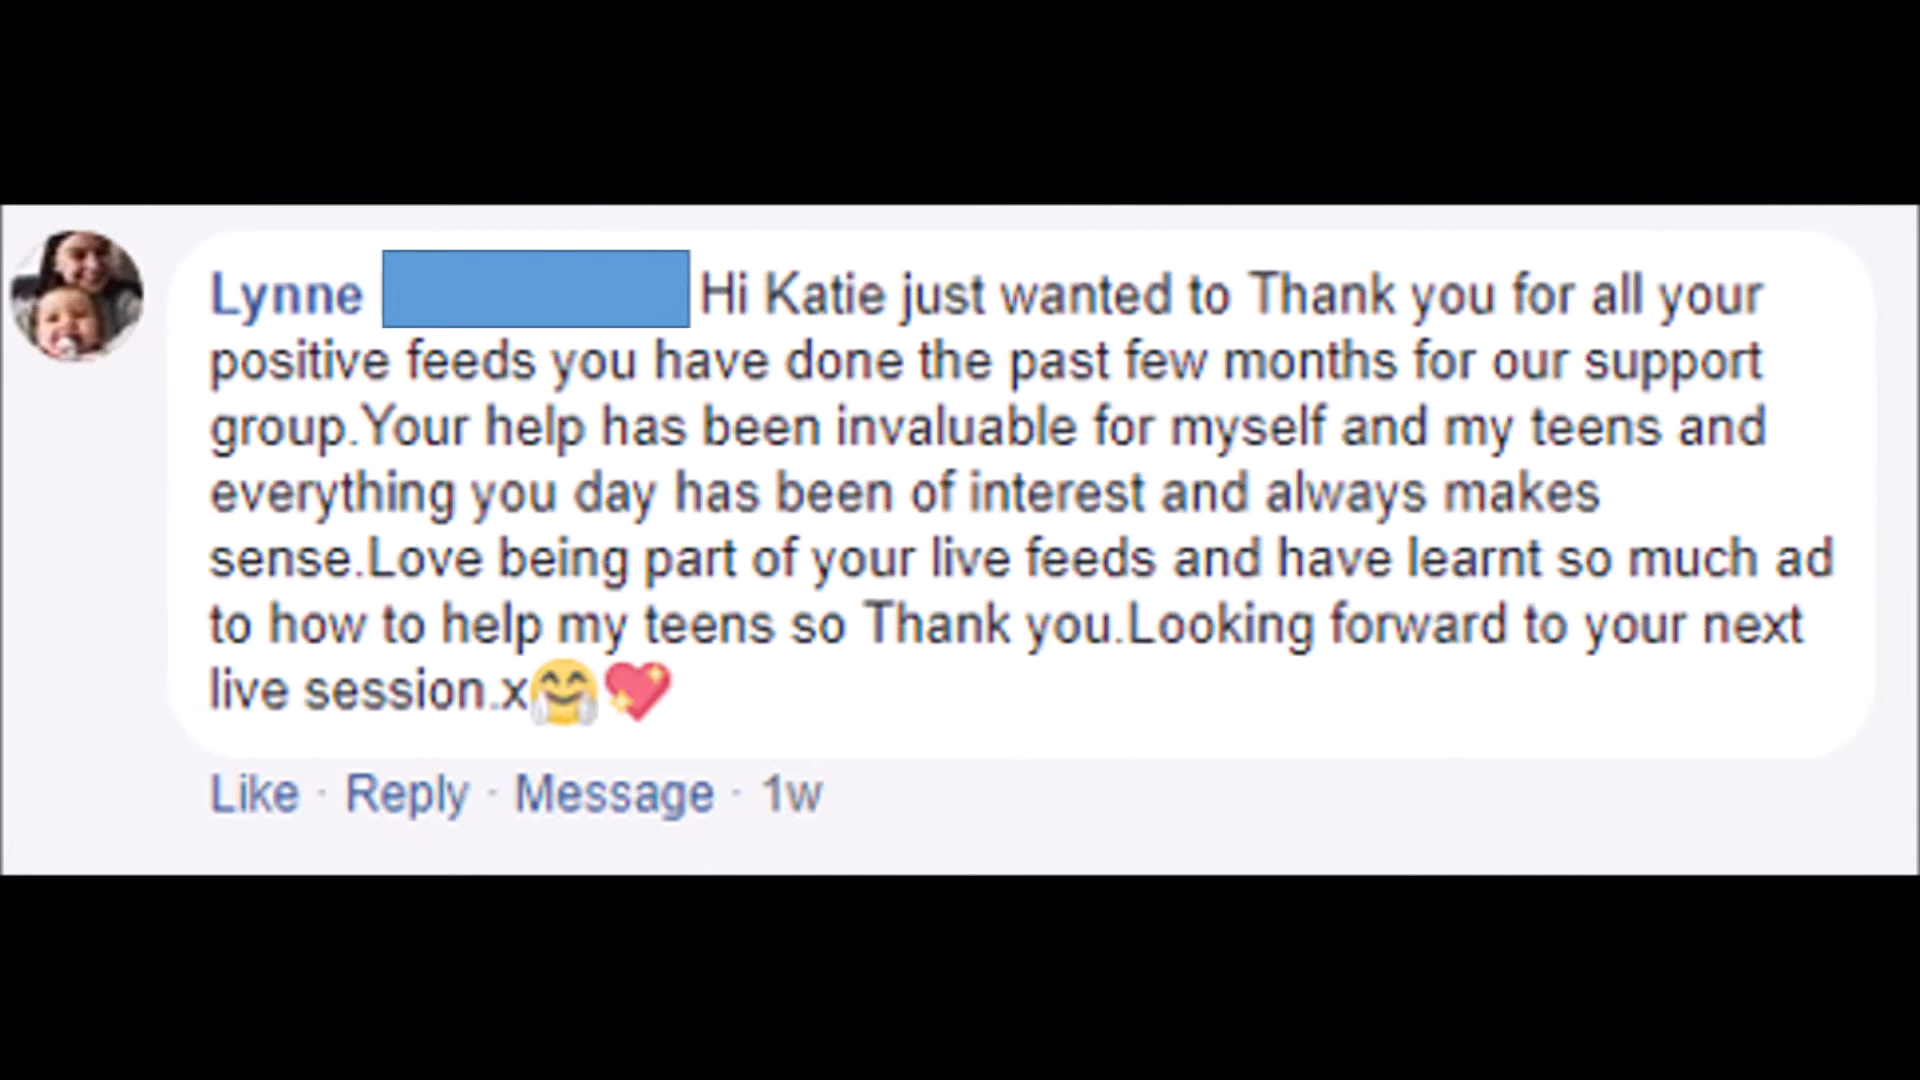 Lynne Hi Katie just wanted to Thank you for all your
positive feeds you have done the past few months for our support
group.Your help has been invaluable for myself and my teens and
everything you day has been of interest and always makes
sense.Love being part of your live feeds and have learnt so much ad
to how to help my teens so Thank you.Looking forward to your next
live session.x🤗💖
Like · Reply · Message · 1w